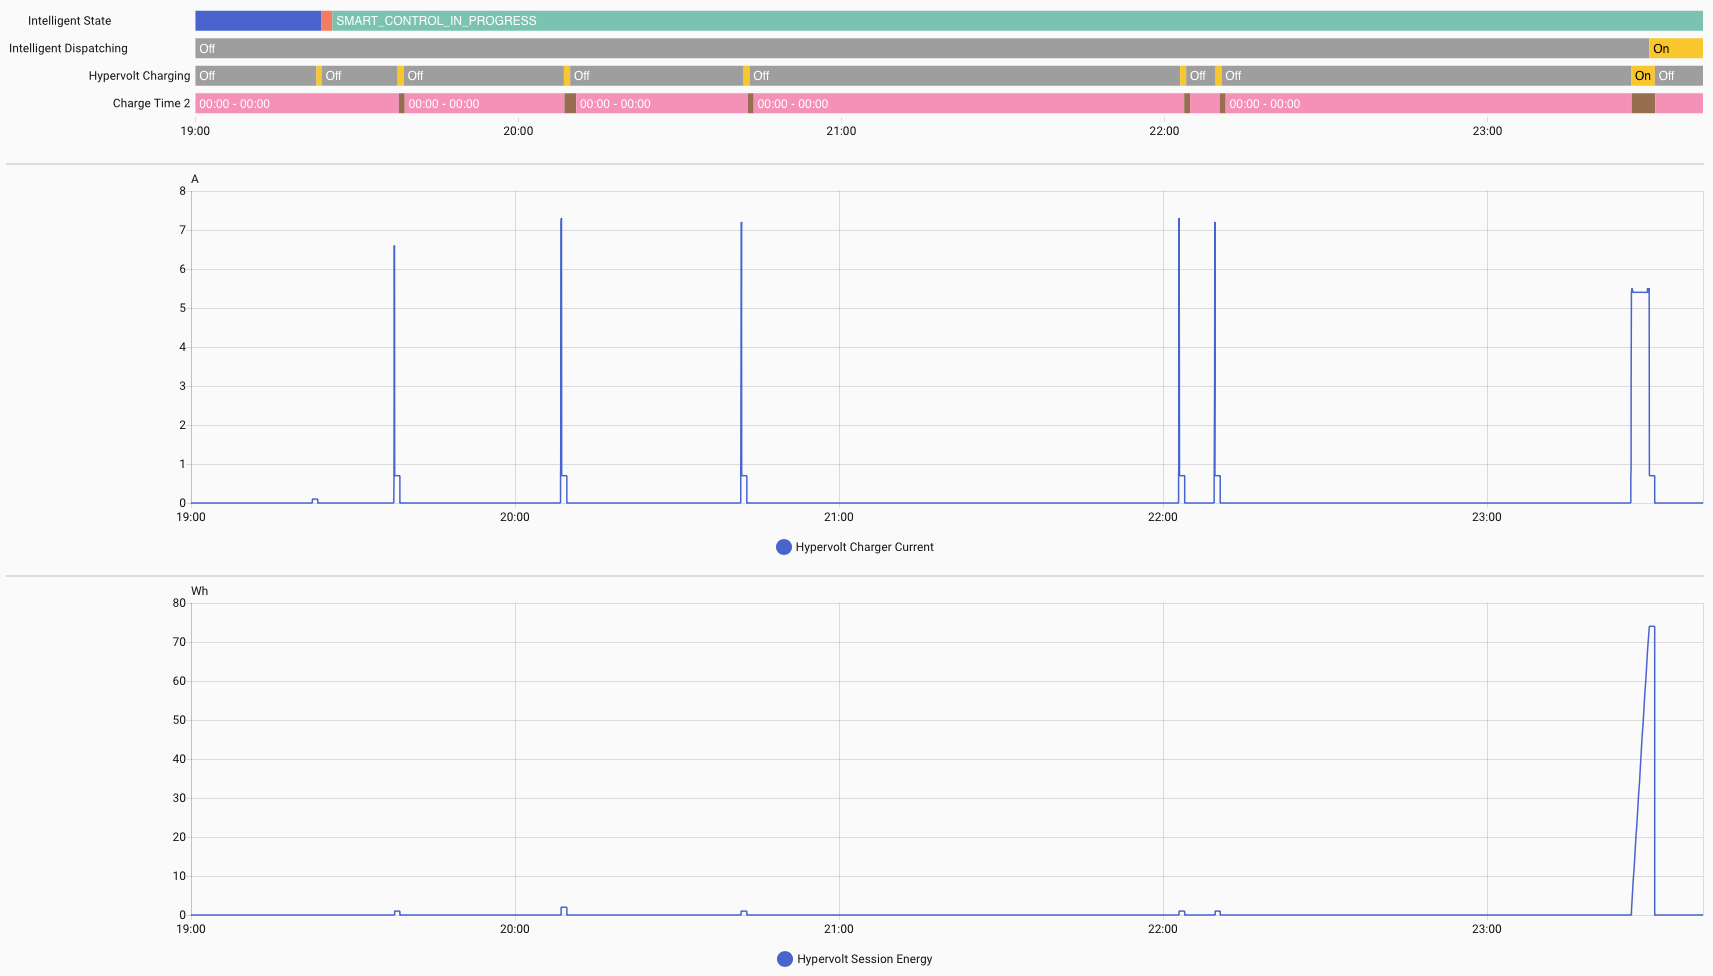 Intelligent State
SMART_CONTROL_IN_PROGRESS
Intelligent Dispatching
Off
On
Hypervolt Charging
Off Off Off Off Off Off Off On Off
Charge Time 2
00:00 - 00:00 00:00 - 00:00 00:00 - 00:00 00:00 - 00:00 00:00 - 00:00
19:00 20:00 21:00 22:00 23:00
A
8
7
6
5
4
3
2
1
0
19:00 20:00 21:00 22:00 23:00
Hypervolt Charger Current
Wh
80
70
60
50
40
30
20
10
0
19:00 20:00 21:00 22:00 23:00
Hypervolt Session Energy